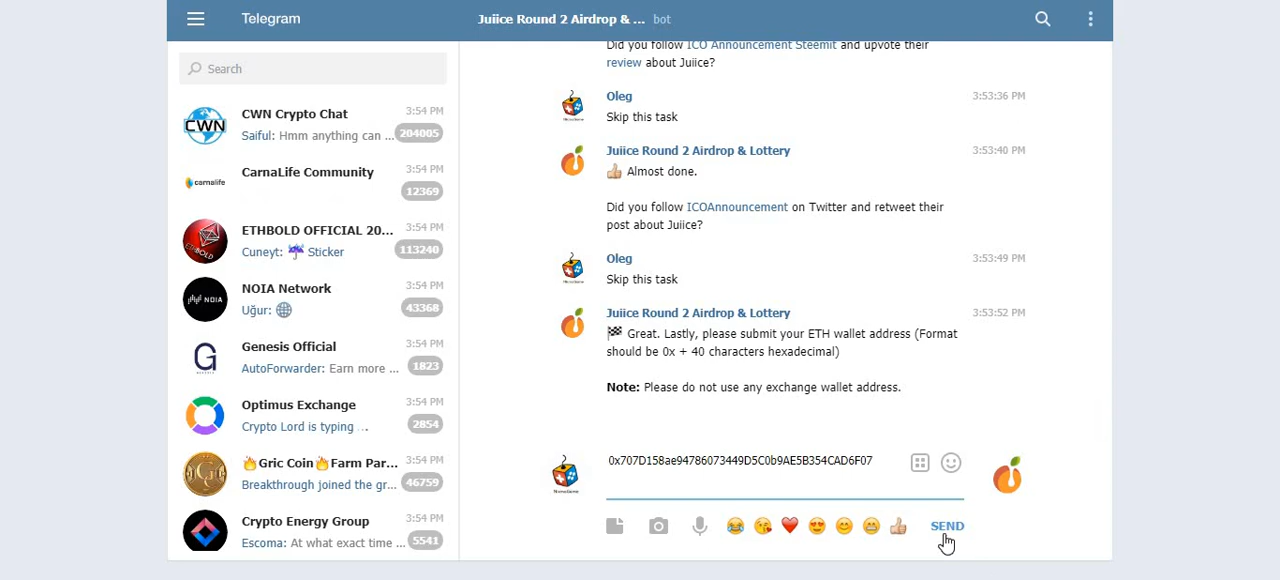 Telegram
Juiice Round 2 Airdrop & ... bot
Search
CWN Crypto Chat 3:54 PM
Saiful: Hmm anything can ... 204005
CarnaLife Community 3:54 PM
12369
ETHBOLD OFFICIAL 20... 3:54 PM
Cuneyt: ☔ Sticker 113240
NOIA Network 3:54 PM
Uğur: 🌐 43368
Genesis Official 3:54 PM
AutoForwarder: Earn more ... 1823
Optimus Exchange 3:54 PM
Crypto Lord is typing ... 2854
🔥Gric Coin🔥Farm Par... 3:54 PM
Breakthrough joined the gr... 46759
Crypto Energy Group 3:54 PM
Escoma: At what exact time ... 5541
CWN
carnalife
ETHBOLD
NOIA
Did you follow ICO Announcement Steemit and upvote their
review about Juiice?
Oleg 3:53:36 PM
Skip this task
Juiice Round 2 Airdrop & Lottery 3:53:40 PM
👍 Almost done.
Did you follow ICOAnnouncement on Twitter and retweet their
post about Juiice?
Oleg 3:53:49 PM
Skip this task
Juiice Round 2 Airdrop & Lottery 3:53:52 PM
🏁 Great. Lastly, please submit your ETH wallet address (Format
should be 0x + 40 characters hexadecimal)
Note: Please do not use any exchange wallet address.
0x707D158ae94786073449D5C0b9AE5B354CAD6F07
SEND